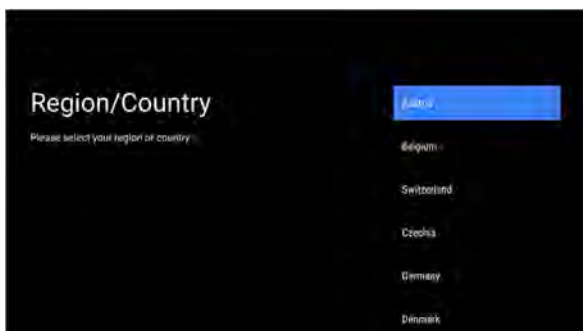 Region/Country
Please select your region or country
Austria
Belgium
Switzerland
Czechia
Germany
Denmark